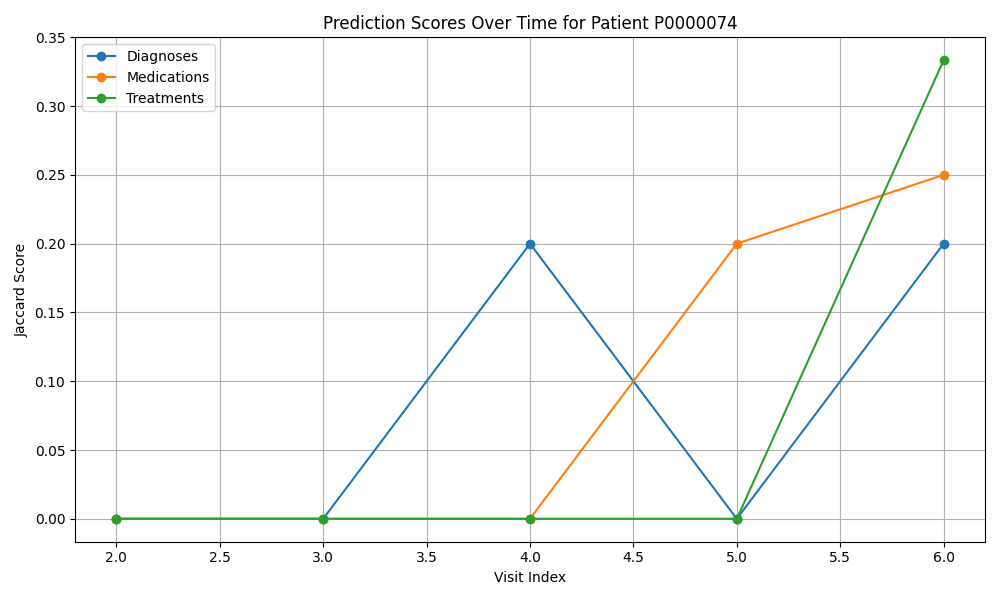 Prediction Scores Over Time for Patient P0000074
Diagnoses
Medications
Treatments
0.35
0.30
0.25
0.20
0.15
0.10
0.05
0.00
Jaccard Score
2.0 2.5 3.0 3.5 4.0 4.5 5.0 5.5 6.0
Visit Index